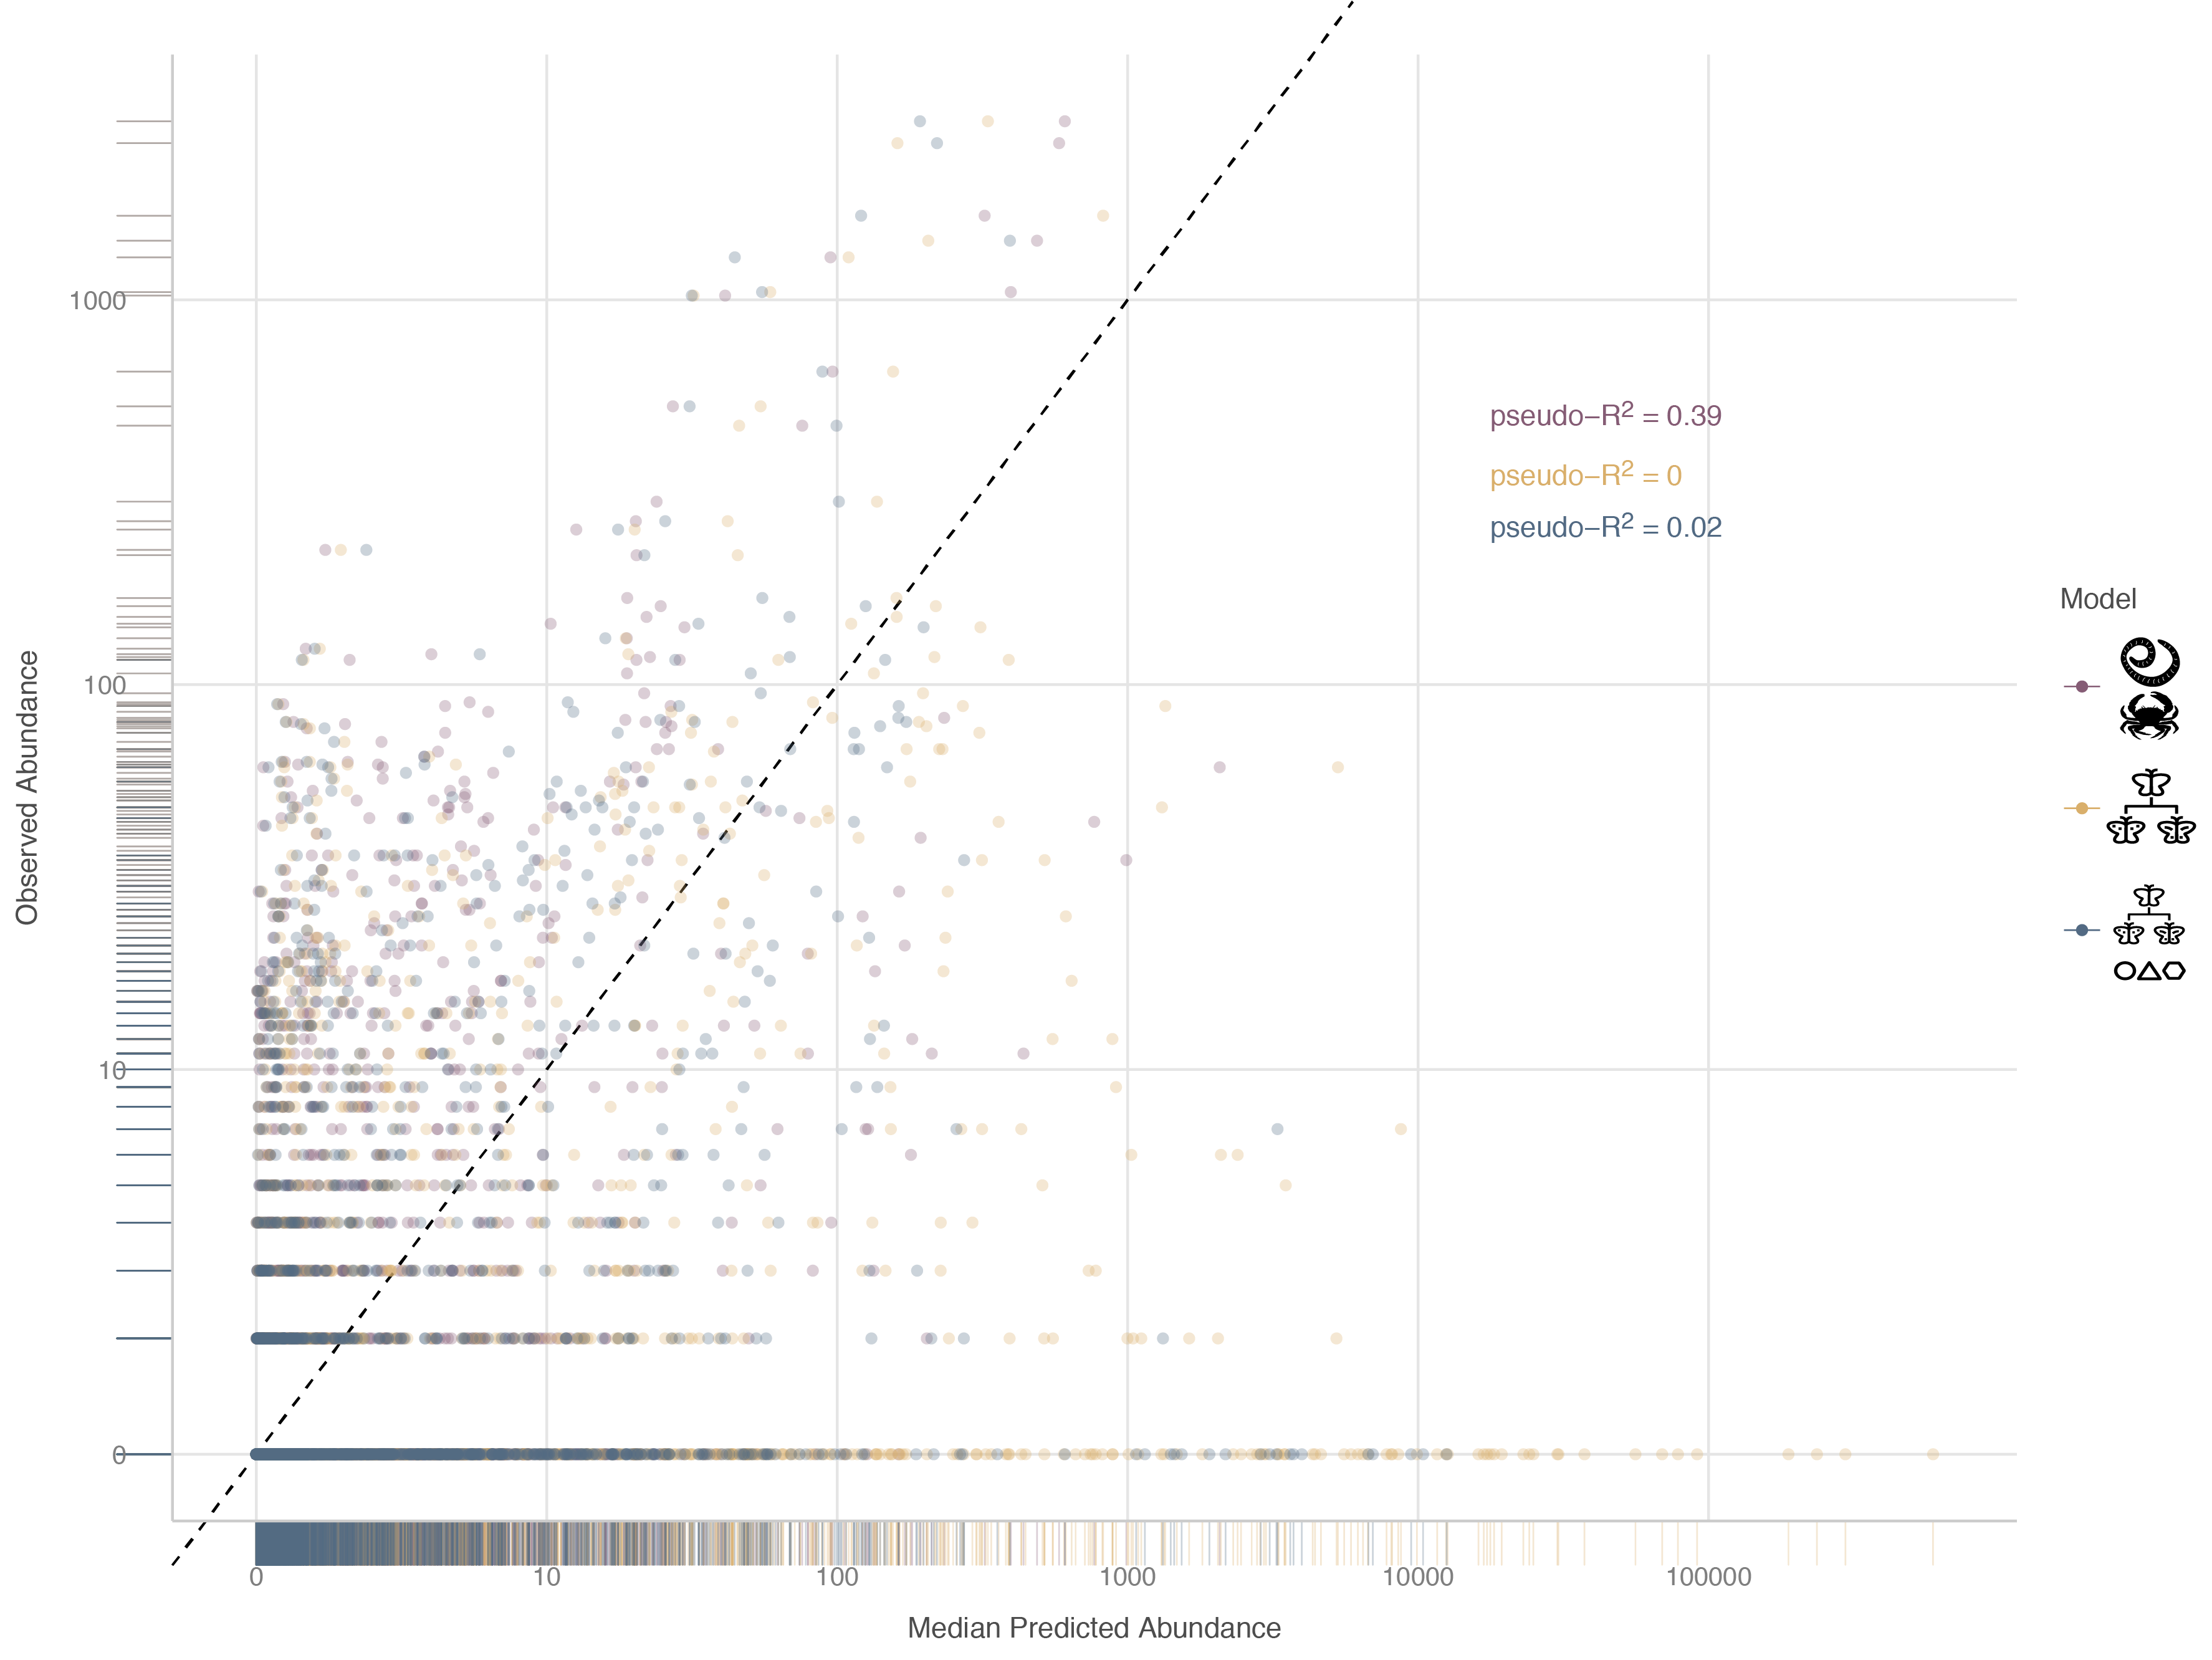 1000
100
10
0
Observed Abundance
pseudo−R² = 0.39
pseudo−R² = 0
pseudo−R² = 0.02
Model
0 10 100 1000 10000 100000
Median Predicted Abundance